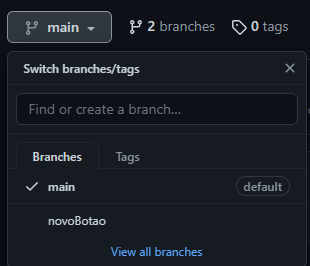 main 2 branches 0 tags
Switch branches/tags
Find or create a branch...
Branches Tags
main default
novoBotao
View all branches